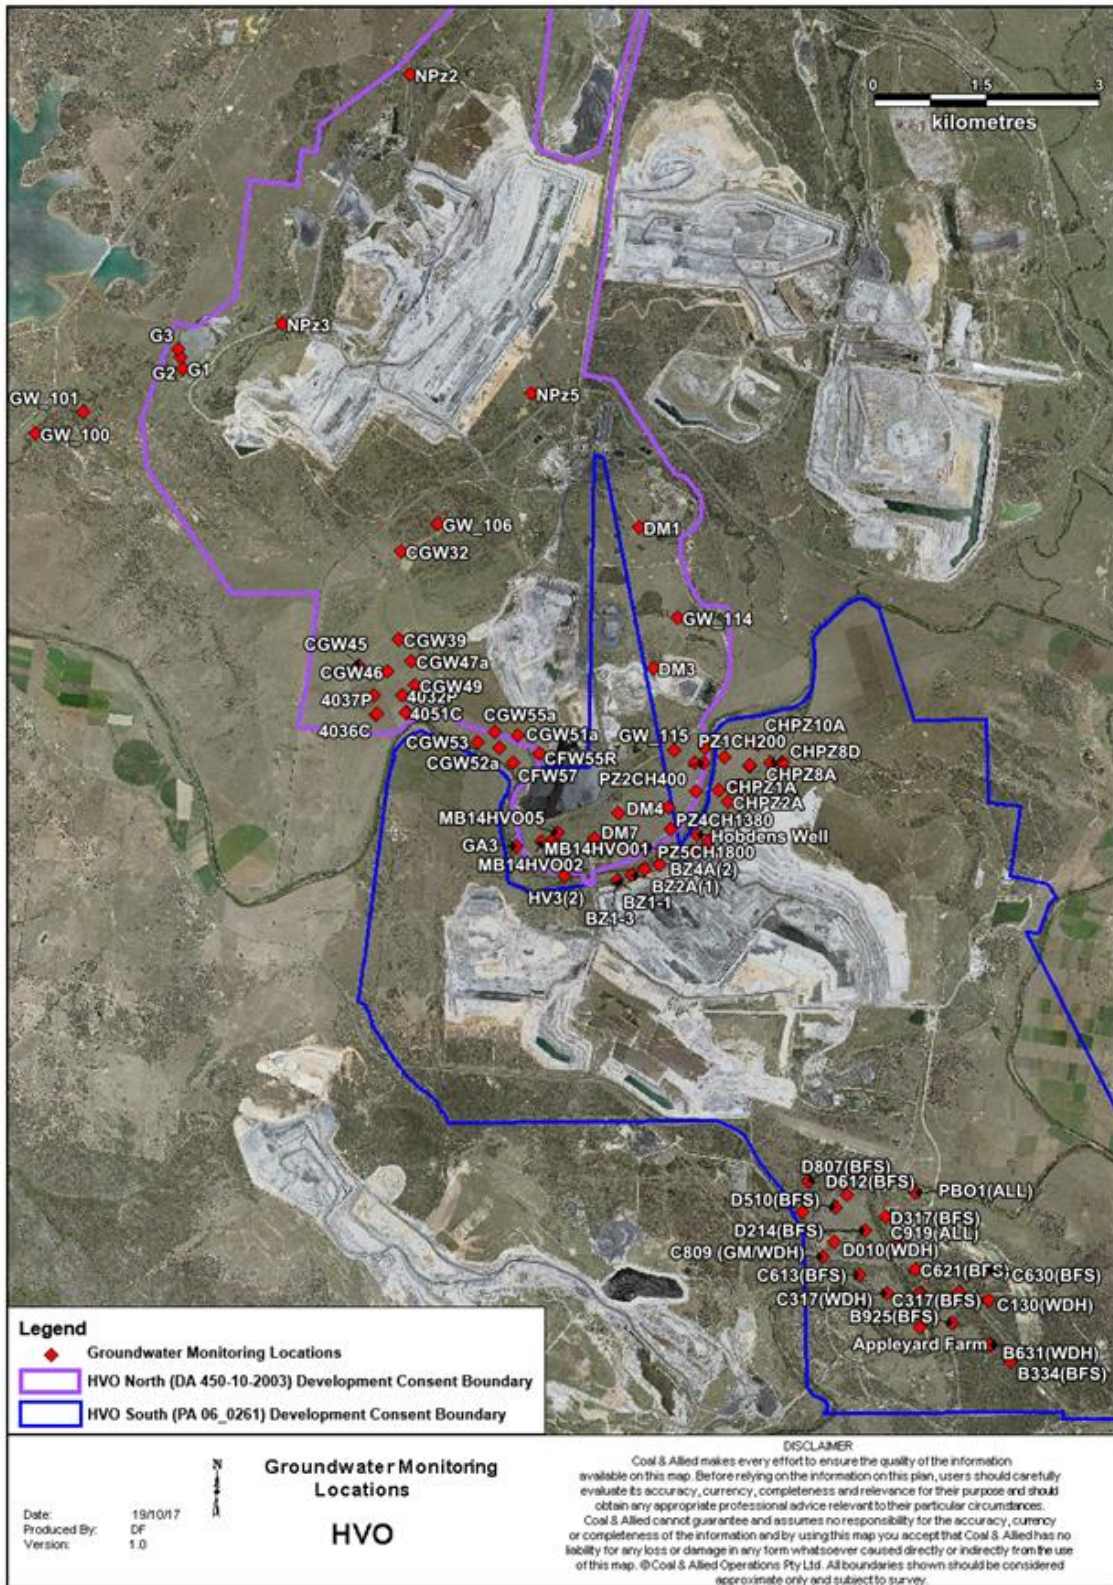 NPz2
0 1.5 3
kilometres
NPz3
G3
G2 G1
NPz5
GW_101
GW_100
GW_106
DM1
CGW32
GW_114
CGW45
CGW39
CGW47a
CGW46
DM3
CGW49
4037P
4032P
4051C
4036C
CGW55a
CGW51a
CGW53
CFW55R
CGW52a
CFW57
GW_115
PZ1CH200
CHPZ10A
CHPZ8D
CHPZ8A
PZ2CH400
CHPZ1A
CHPZ2A
DM4
MB14HVO05
PZ4CH1380
DM7
Hobdens Well
GA3
MB14HVO01
PZ5CH1800
MB14HVO02
BZ4A(2)
HV3(2)
BZ2A(1)
BZ1-1
BZ1-3
D807(BFS)
D612(BFS)
D510(BFS)
PBO1(ALL)
D317(BFS)
D214(BFS)
C919(ALL)
D010(WDH)
C809 (GM/WDH)
C621(BFS)
C630(BFS)
C613(BFS)
C317(WDH)
C317(BFS)
C130(WDH)
B925(BFS)
Appleyard Farm
B631(WDH)
B334(BFS)
Legend
Groundwater Monitoring Locations
HVO North (DA 450-10-2003) Development Consent Boundary
HVO South (PA 06_0261) Development Consent Boundary
N
Groundwater Monitoring
Locations
HVO
Date: 19/10/17
Produced By: DF
Version: 1.0
DISCLAIMER
Coal & Allied makes every effort to ensure the quality of the information
available on this map. Before relying on the information on this plan, users should carefully
evaluate its accuracy, currency, completeness and relevance for their purpose and should
obtain any appropriate professional advice relevant to their particular circumstances.
Coal & Allied cannot guarantee and assumes no responsibility for the accuracy, currency
or completeness of the information and by using this map you accept that Coal & Allied has no
liability for any loss or damage in any form whatsoever caused directly or indirectly from the use
of this map. © Coal & Allied Operations Pty Ltd. All boundaries shown should be considered
approximate only and subject to survey.